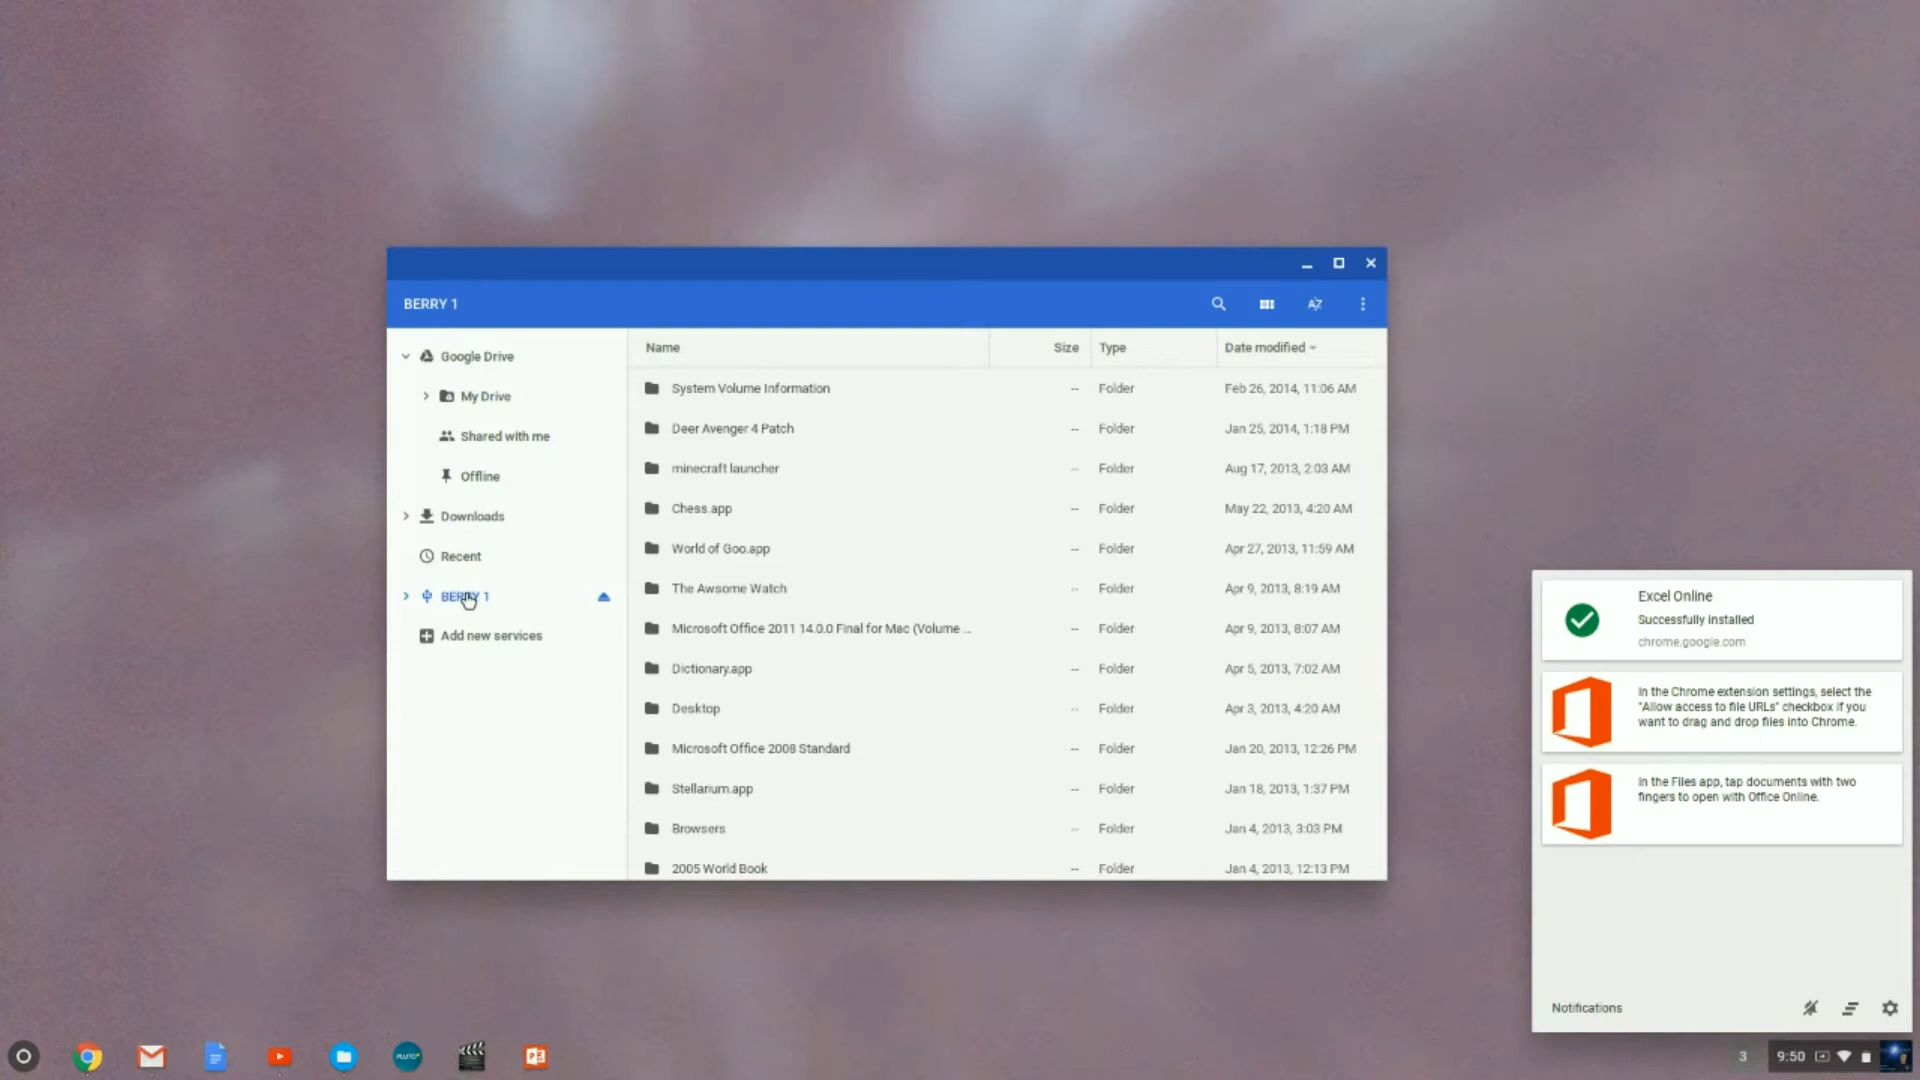 BERRY 1
Google Drive
My Drive
Shared with me
Offline
Downloads
Recent
BERRY 1
Add new services
Name Size Type Date modified
System Volume Information -- Folder Feb 26, 2014, 11:06 AM
Deer Avenger 4 Patch -- Folder Jan 25, 2014, 1:18 PM
minecraft launcher -- Folder Aug 17, 2013, 2:03 AM
Chess.app -- Folder May 22, 2013, 4:20 AM
World of Goo.app -- Folder Apr 27, 2013, 11:59 AM
The Awsome Watch -- Folder Apr 9, 2013, 8:19 AM
Microsoft Office 2011 14.0.0 Final for Mac (Volume ... -- Folder Apr 9, 2013, 8:07 AM
Dictionary.app -- Folder Apr 5, 2013, 7:02 AM
Desktop -- Folder Apr 3, 2013, 4:20 AM
Microsoft Office 2008 Standard -- Folder Jan 20, 2013, 12:26 PM
Stellarium.app -- Folder Jan 18, 2013, 1:37 PM
Browsers -- Folder Jan 4, 2013, 3:03 PM
2005 World Book -- Folder Jan 4, 2013, 12:13 PM
Excel Online
Successfully installed
chrome.google.com
In the Chrome extension settings, select the
"Allow access to file URLs" checkbox if you
want to drag and drop files into Chrome.
In the Files app, tap documents with two
fingers to open with Office Online.
Notifications
PLUTO
3 9:50